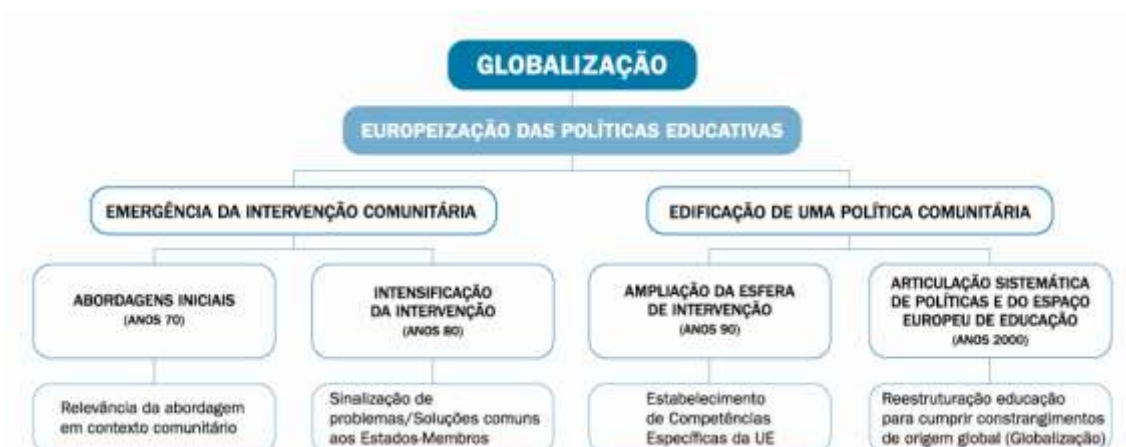 GLOBALIZAÇÃO
EUROPEIZAÇÃO DAS POLÍTICAS EDUCATIVAS
EMERGÊNCIA DA INTERVENÇÃO COMUNITÁRIA
EDIFICAÇÃO DE UMA POLÍTICA COMUNITÁRIA
ABORDAGENS INICIAIS
(ANOS 70)
INTENSIFICAÇÃO
DA INTERVENÇÃO
(ANOS 80)
AMPLIAÇÃO DA ESFERA
DE INTERVENÇÃO
(ANOS 90)
ARTICULAÇÃO SISTEMÁTICA
DE POLÍTICAS E DO ESPAÇO
EUROPEU DE EDUCAÇÃO
(ANOS 2000)
Relevância da abordagem
em contexto comunitário
Sinalização de
problemas/Soluções comuns
aos Estados-Membros
Estabelecimento
de Competências
Específicas da UE
Reestruturação educação
para cumprir constrangimentos
de origem global (Globalização)